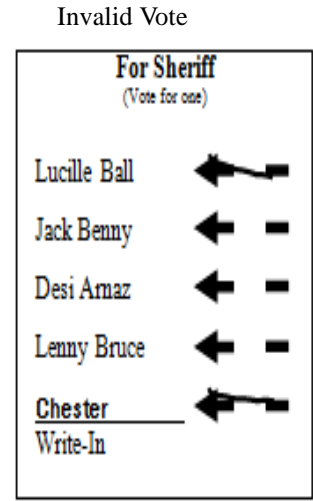 Invalid Vote
For Sheriff
(Vote for one)
Lucille Ball
Jack Benny
Desi Arnaz
Lenny Bruce
Chester
Write-In